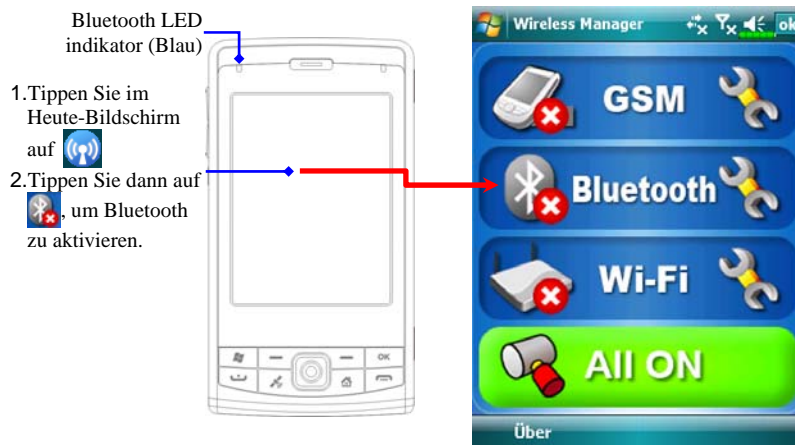 Bluetooth LED
indikator (Blau)
1.Tippen Sie im
Heute-Bildschirm
auf
2.Tippen Sie dann auf
, um Bluetooth
zu aktivieren.
OK
Wireless Manager
ok
GSM
Bluetooth
Wi-Fi
All ON
Über